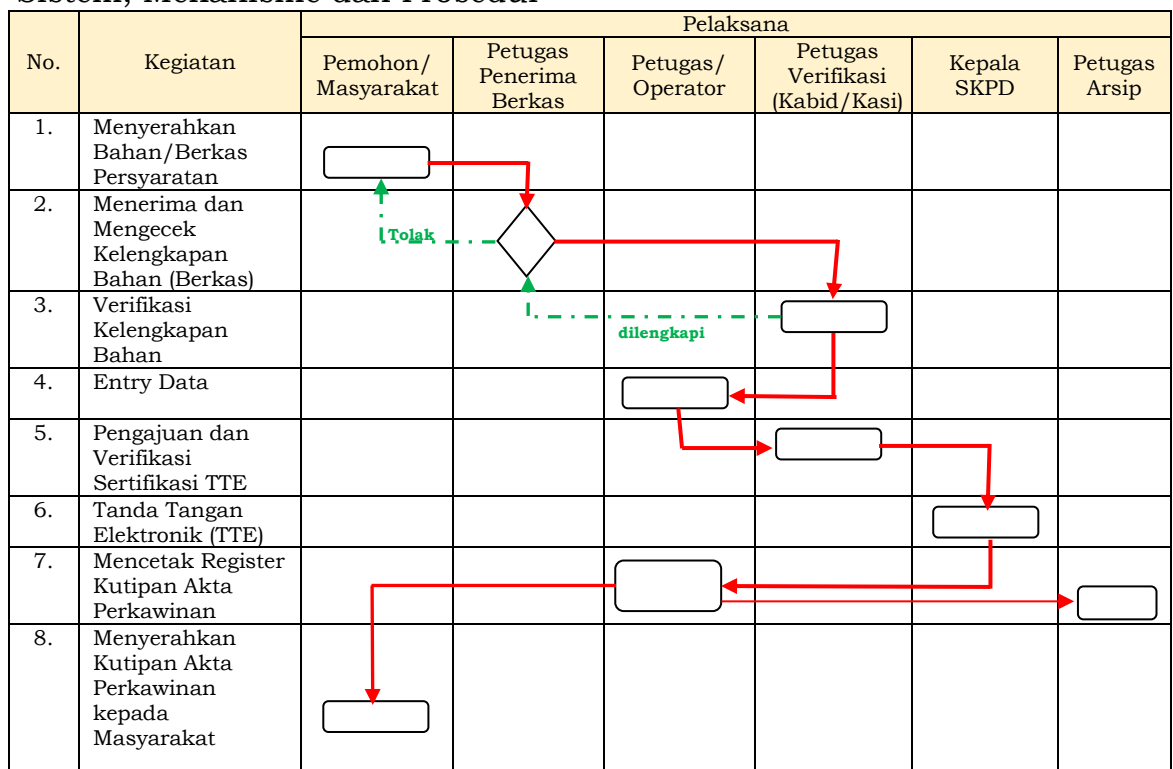 Sistem, Mekanisme dan Prosedur
No.
Kegiatan
Pelaksana
Pemohon/
Masyarakat
Petugas
Penerima
Berkas
Petugas/
Operator
Petugas
Verifikasi
(Kabid/Kasi)
Kepala
SKPD
Petugas
Arsip
1.
Menyerahkan
Bahan/Berkas
Persyaratan
2.
Menerima dan
Mengecek
Kelengkapan
Bahan (Berkas)
Tolak
3.
Verifikasi
Kelengkapan
Bahan
dilengkapi
4.
Entry Data
5.
Pengajuan dan
Verifikasi
Sertifikasi TTE
6.
Tanda Tangan
Elektronik (TTE)
7.
Mencetak Register
Kutipan Akta
Perkawinan
8.
Menyerahkan
Kutipan Akta
Perkawinan
kepada
Masyarakat